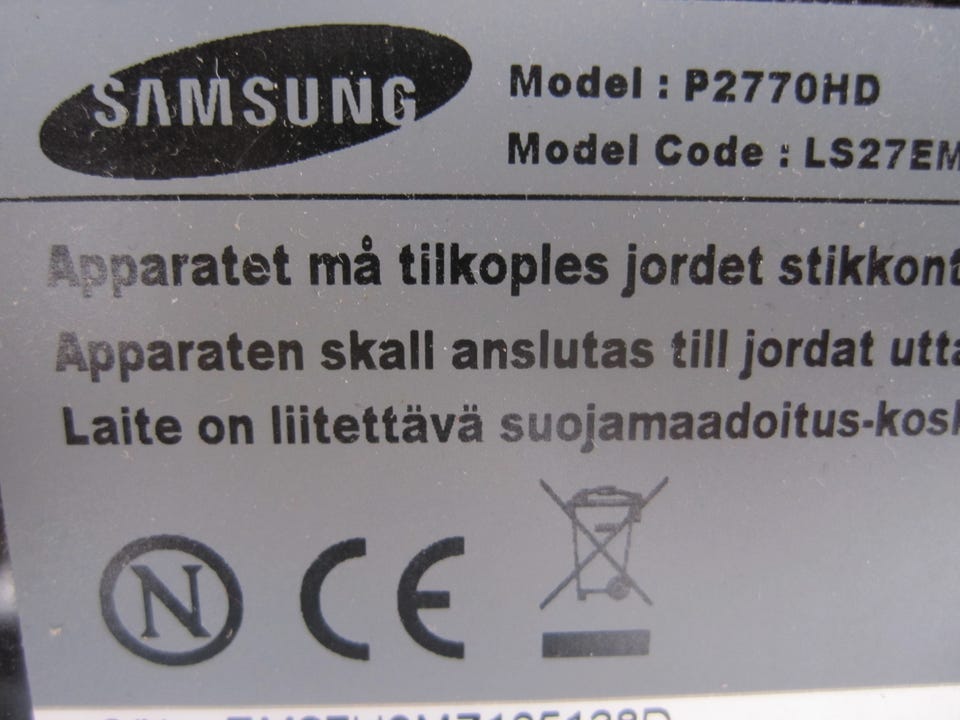 SAMSUNG
Model : P2770HD
Model Code : LS27EM
Apparatet må tilkoples jordet stikkont
Apparaten skall anslutas till jordat utta
Laite on liitettävä suojamaadoitus-kosk
N CE